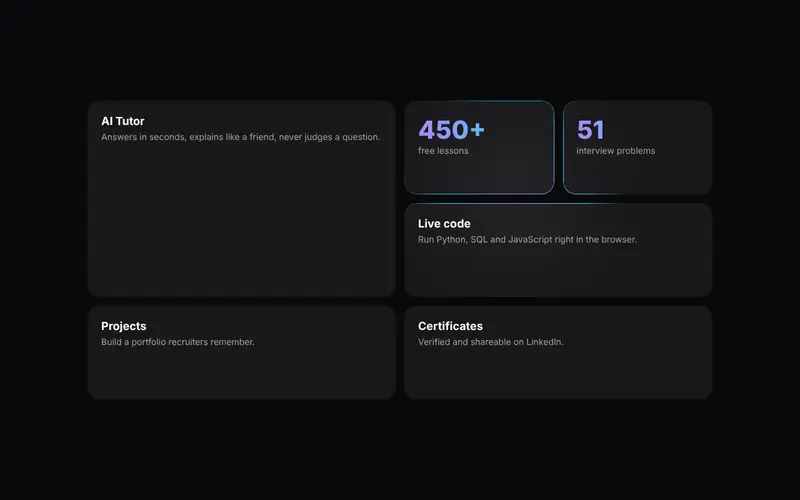 AI Tutor
Answers in seconds, explains like a friend, never judges a question.
450+
free lessons
51
interview problems
Live code
Run Python, SQL and JavaScript right in the browser.
Projects
Build a portfolio recruiters remember.
Certificates
Verified and shareable on LinkedIn.